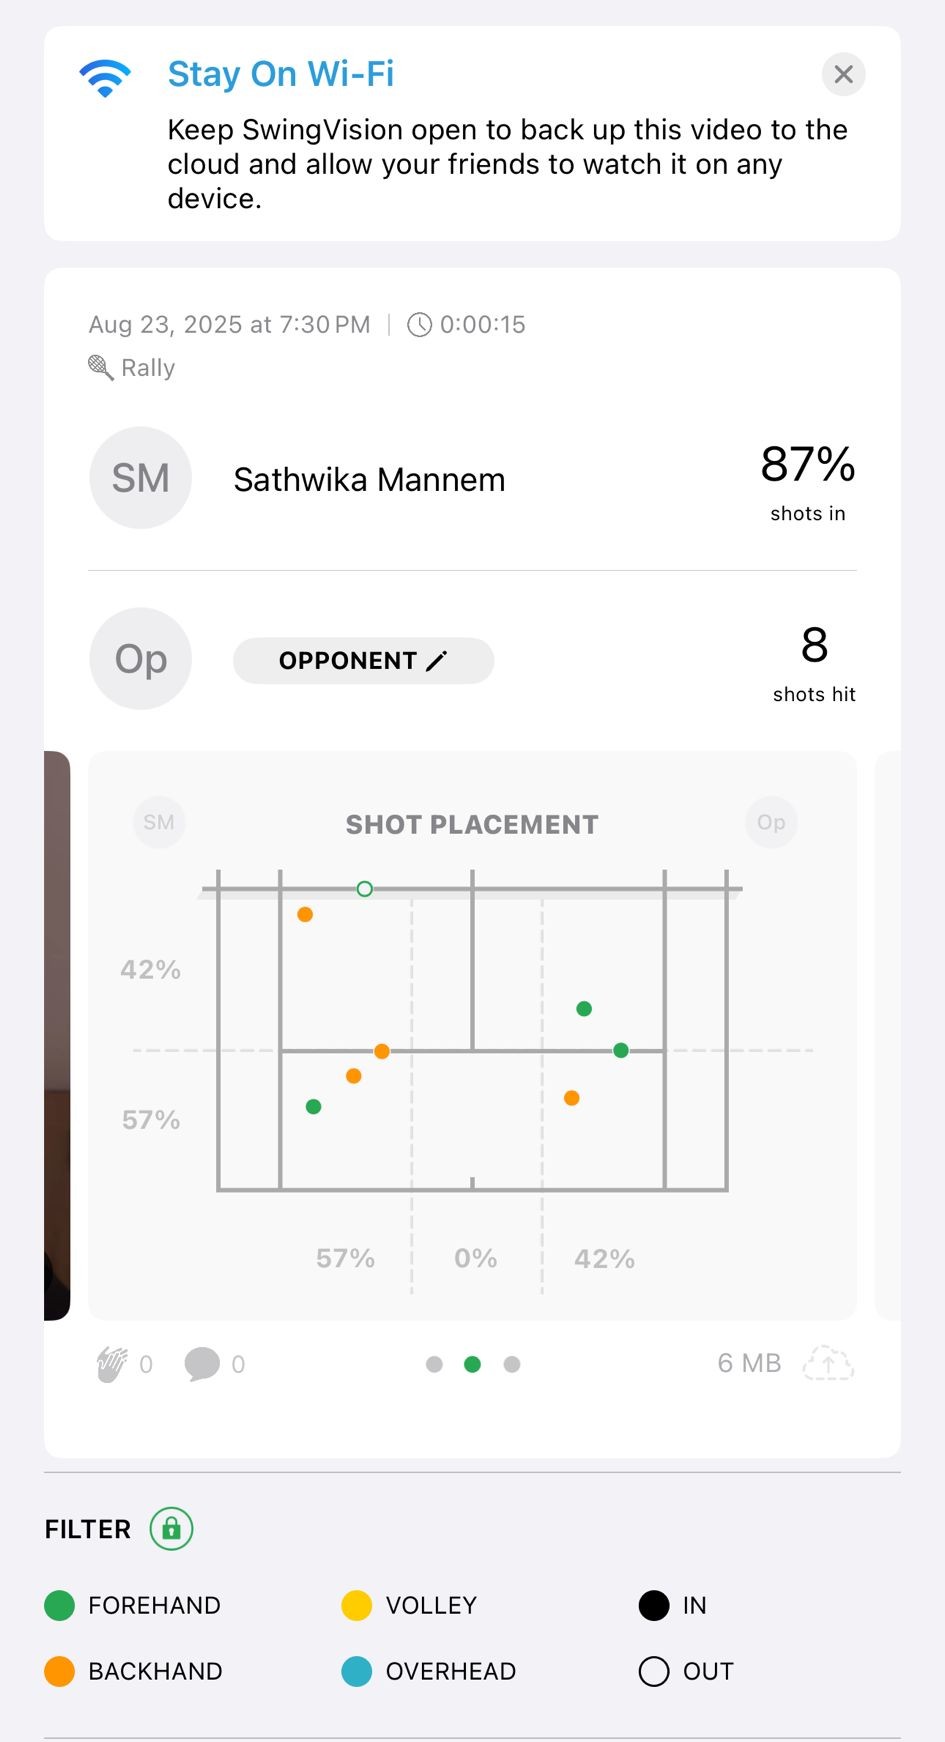 Stay On Wi-Fi
Keep SwingVision open to back up this video to the
cloud and allow your friends to watch it on any
device.
Aug 23, 2025 at 7:30 PM | 0:00:15
Rally
SM
Sathwika Mannem
87%
shots in
Op
OPPONENT
8
shots hit
SM
SHOT PLACEMENT
Op
42%
57%
57%
0%
42%
0
0
6 MB
FILTER
FOREHAND
VOLLEY
IN
BACKHAND
OVERHEAD
OUT